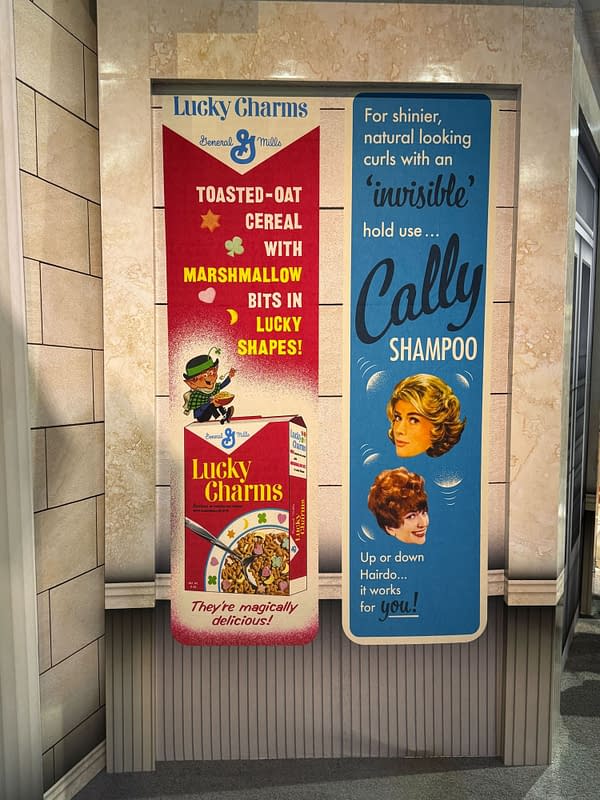 Lucky Charms
General G Mills
TOASTED-OAT
CEREAL
WITH
MARSHMALLOW
BITS IN
LUCKY
SHAPES!
General G Mills
Lucky
Charms
Lucky
Charms
They're magically
delicious!
For shinier,
natural looking
curls with an
'invisible'
hold use...
Cally
SHAMPOO
Up or down
Hairdo...
it works
for you!